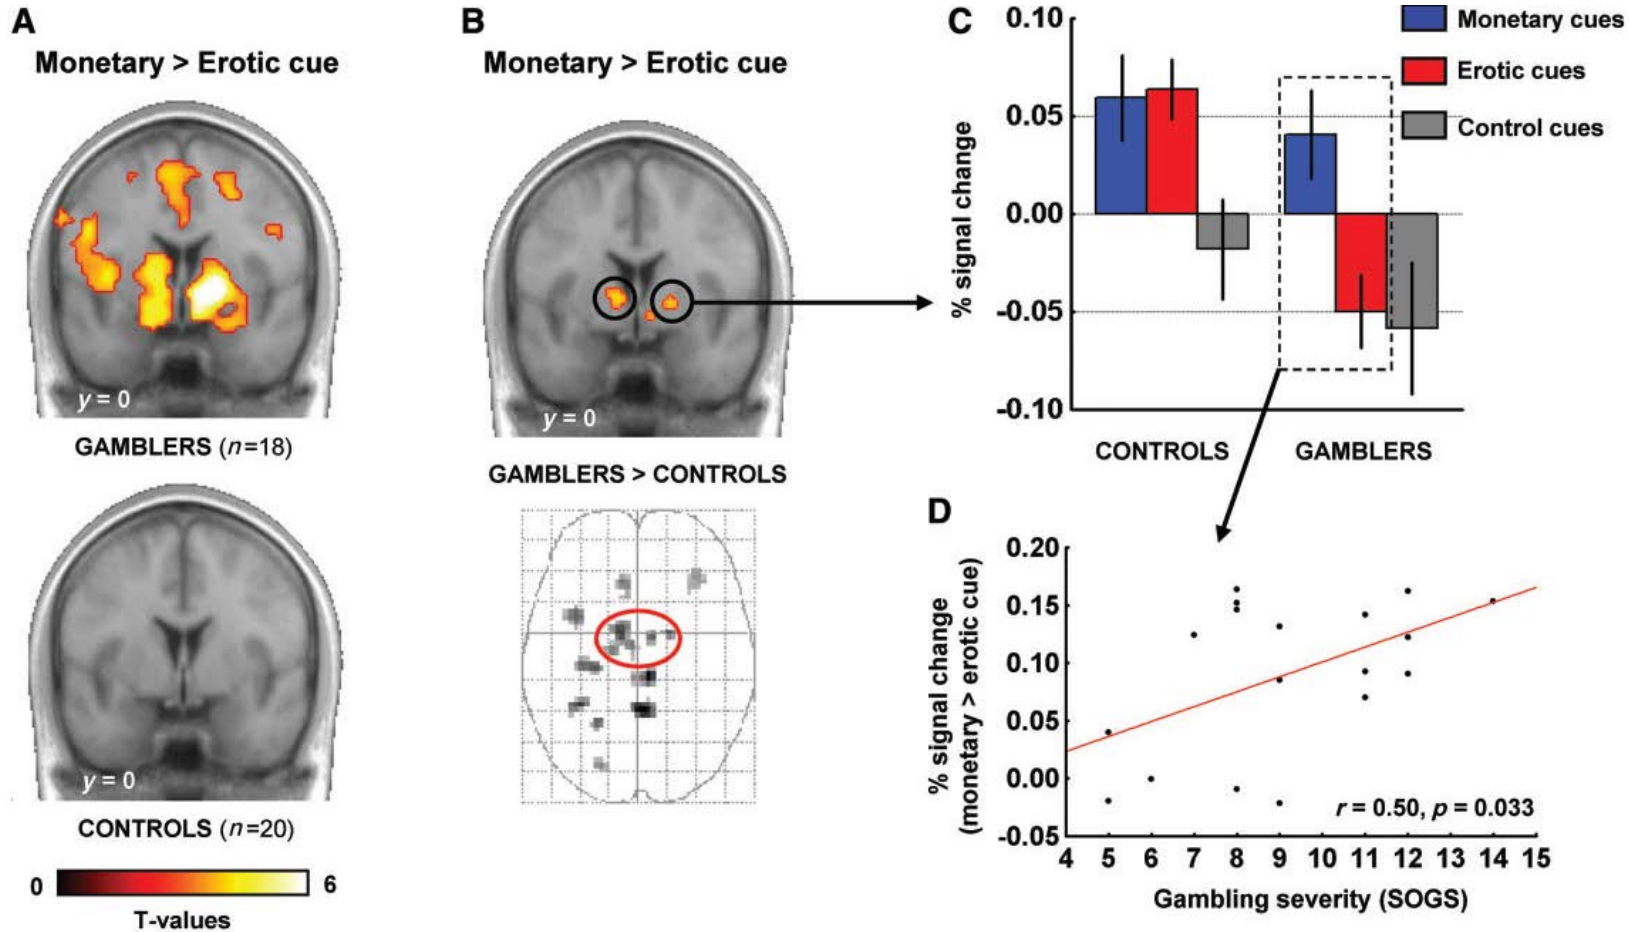 A
Monetary > Erotic cue
y = 0
GAMBLERS (n=18)
y = 0
CONTROLS (n=20)
0
6
T-values
B
Monetary > Erotic cue
y = 0
GAMBLERS > CONTROLS
C
Monetary cues
Erotic cues
Control cues
% signal change
0.10
0.05
0.00
-0.05
-0.10
CONTROLS
GAMBLERS
D
% signal change
(monetary > erotic cue)
0.20
0.15
0.10
0.05
0.00
-0.05
r = 0.50, p = 0.033
4 5 6 7 8 9 10 11 12 13 14 15
Gambling severity (SOGS)